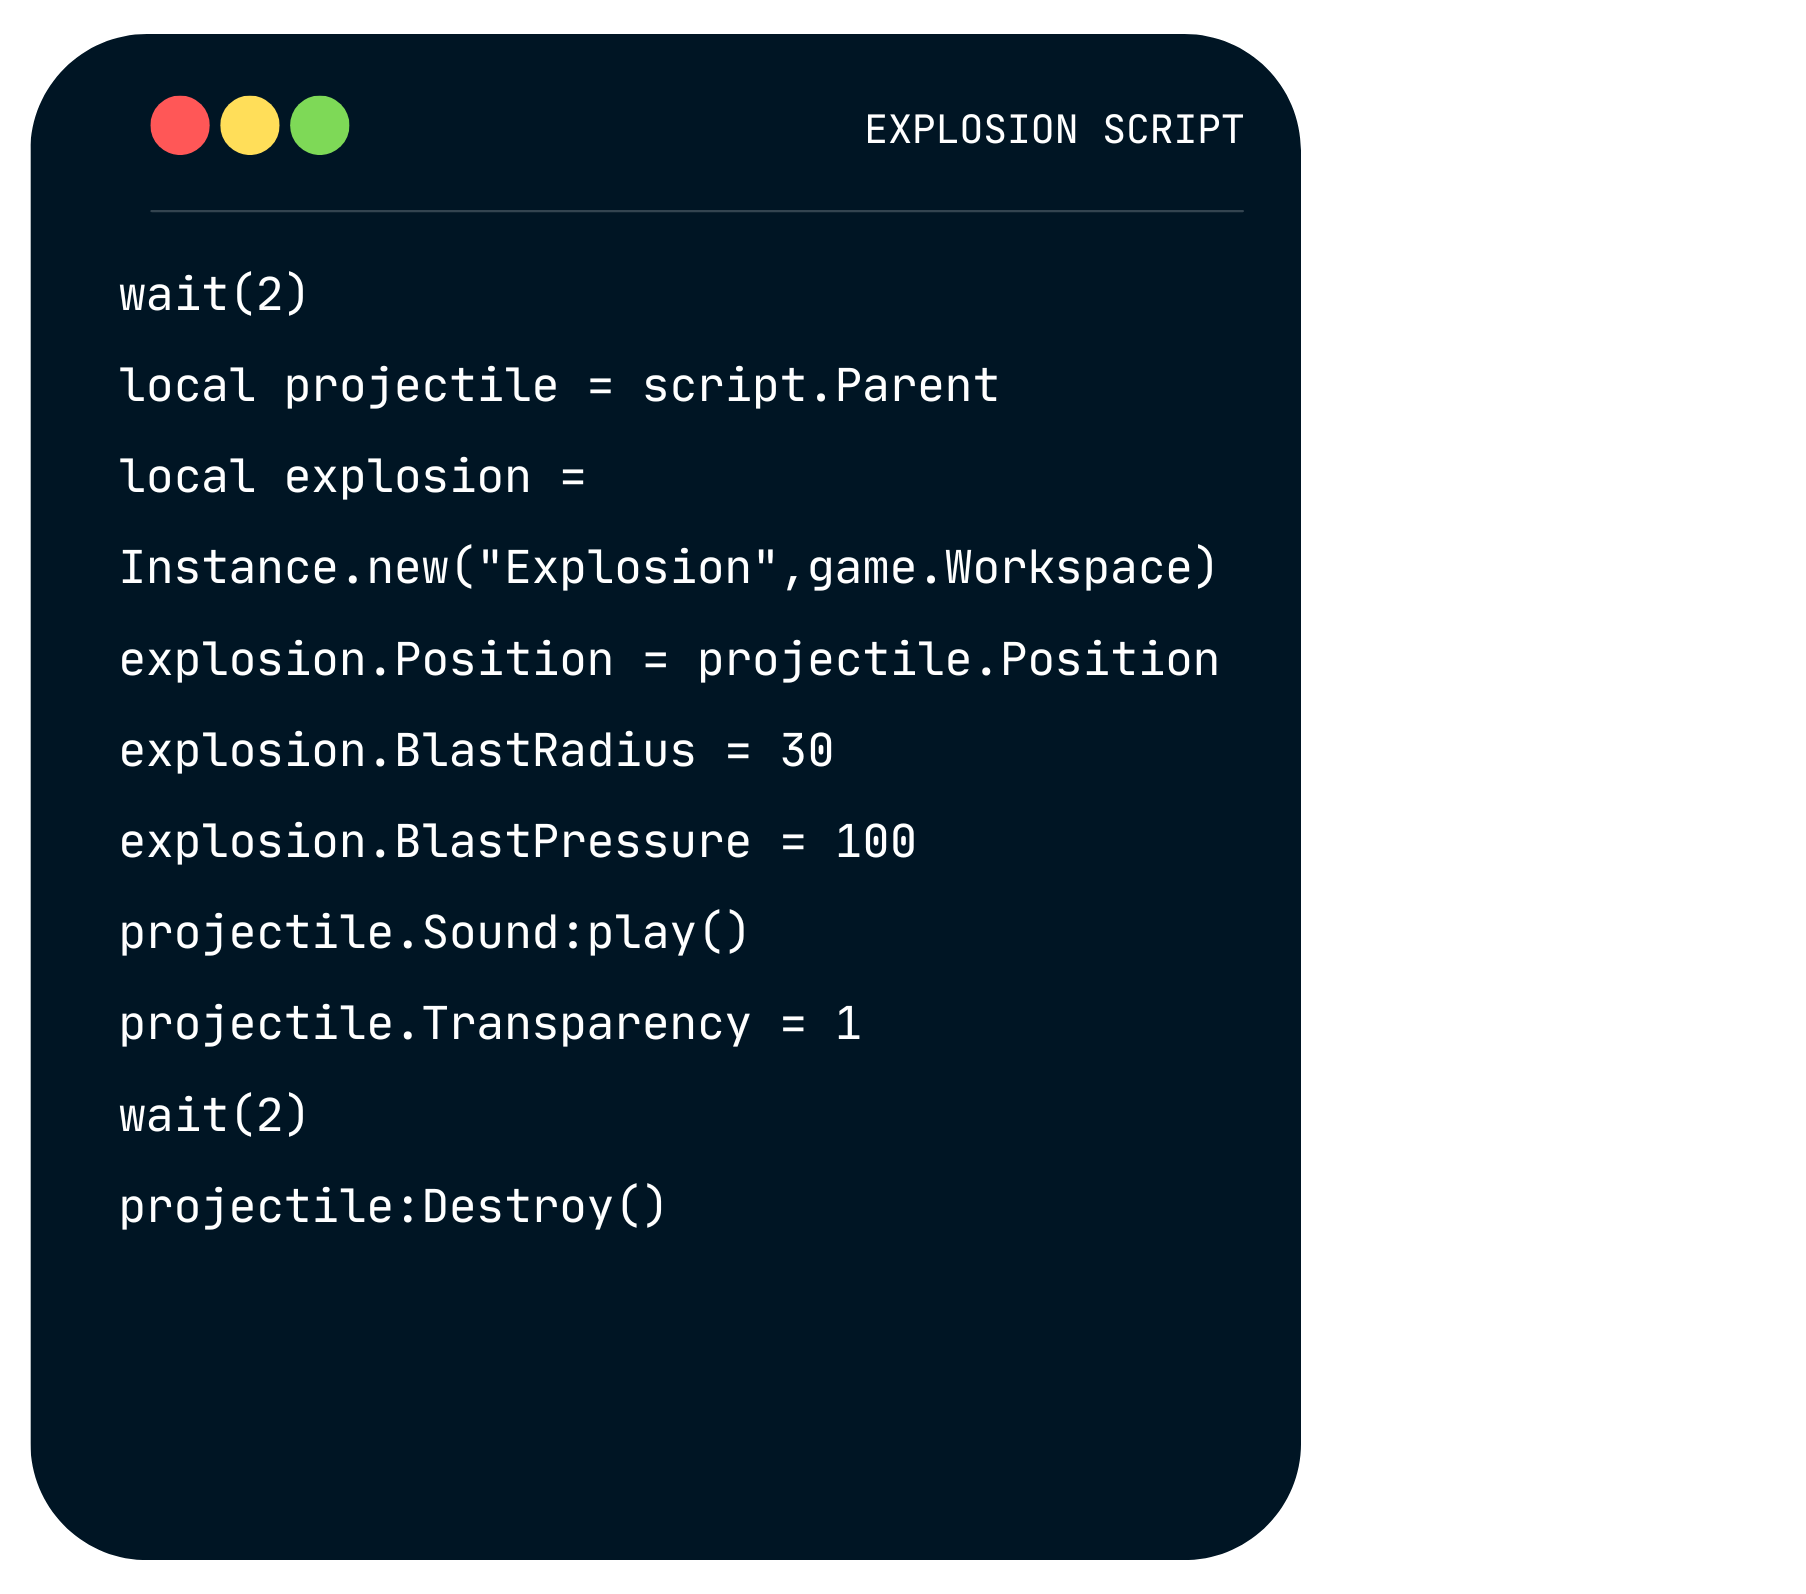 EXPLOSION SCRIPT
wait(2)
local projectile = script.Parent
local explosion =
Instance.new("Explosion",game.Workspace)
explosion.Position = projectile.Position
explosion.BlastRadius = 30
explosion.BlastPressure = 100
projectile.Sound:play()
projectile.Transparency = 1
wait(2)
projectile:Destroy()